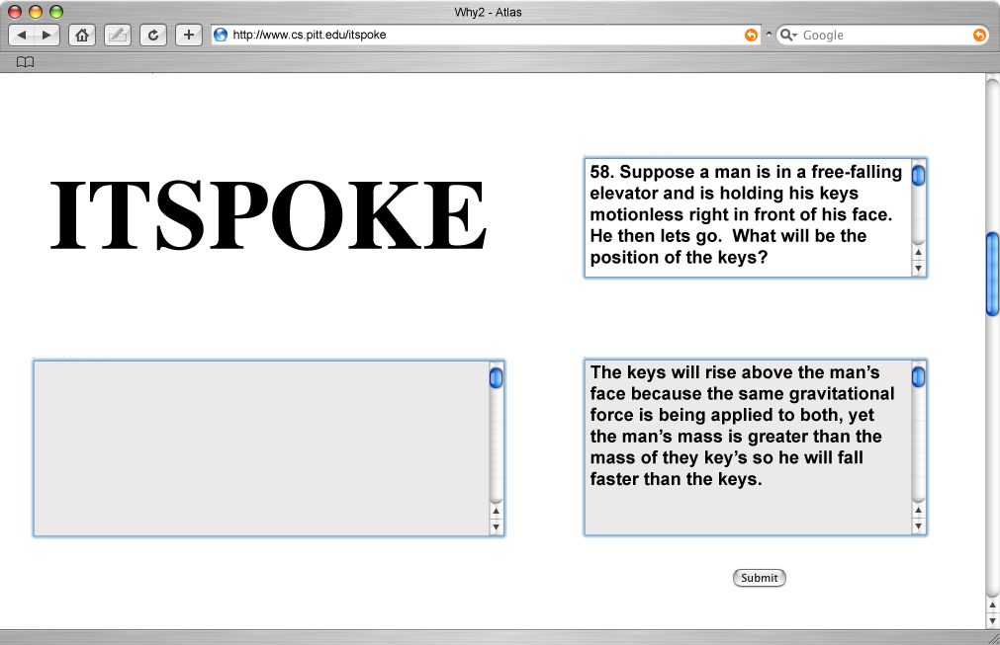 Why2 - Atlas
http://www.cs.pitt.edu/itspoke
Google
ITSPOKE
58. Suppose a man is in a free-falling
elevator and is holding his keys
motionless right in front of his face.
He then lets go.  What will be the
position of the keys?
The keys will rise above the man’s
face because the same gravitational
force is being applied to both, yet
the man’s mass is greater than the
mass of they key’s so he will fall
faster than the keys.
Submit